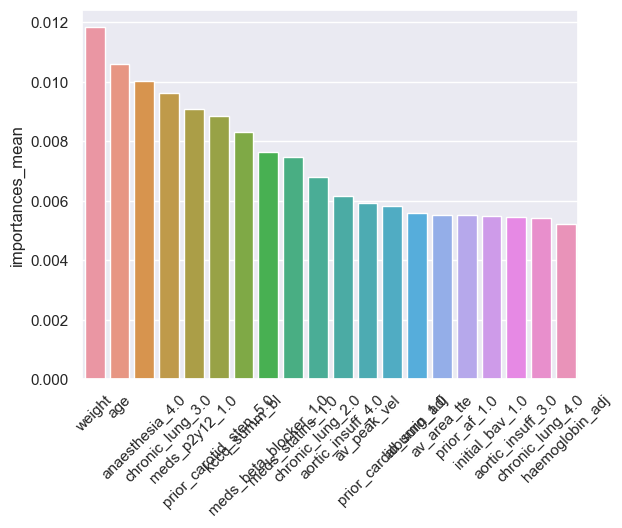 0.012
0.010
0.008
0.006
0.004
0.002
0.000
importances_mean
weight
age
anaesthesia_4.0
chronic_lung_3.0
meds_p2y12_1.0
prior_carotid_sten_5.0
meds_beta_blocker_1.0
meds_statins_1.0
chronic_lung_2.0
aortic_insuff_4.0
av_peak_vel
av_area_tte
prior_af_1.0
initial_bav_1.0
aortic_insuff_3.0
chronic_lung_4.0
haemoglobin_adj